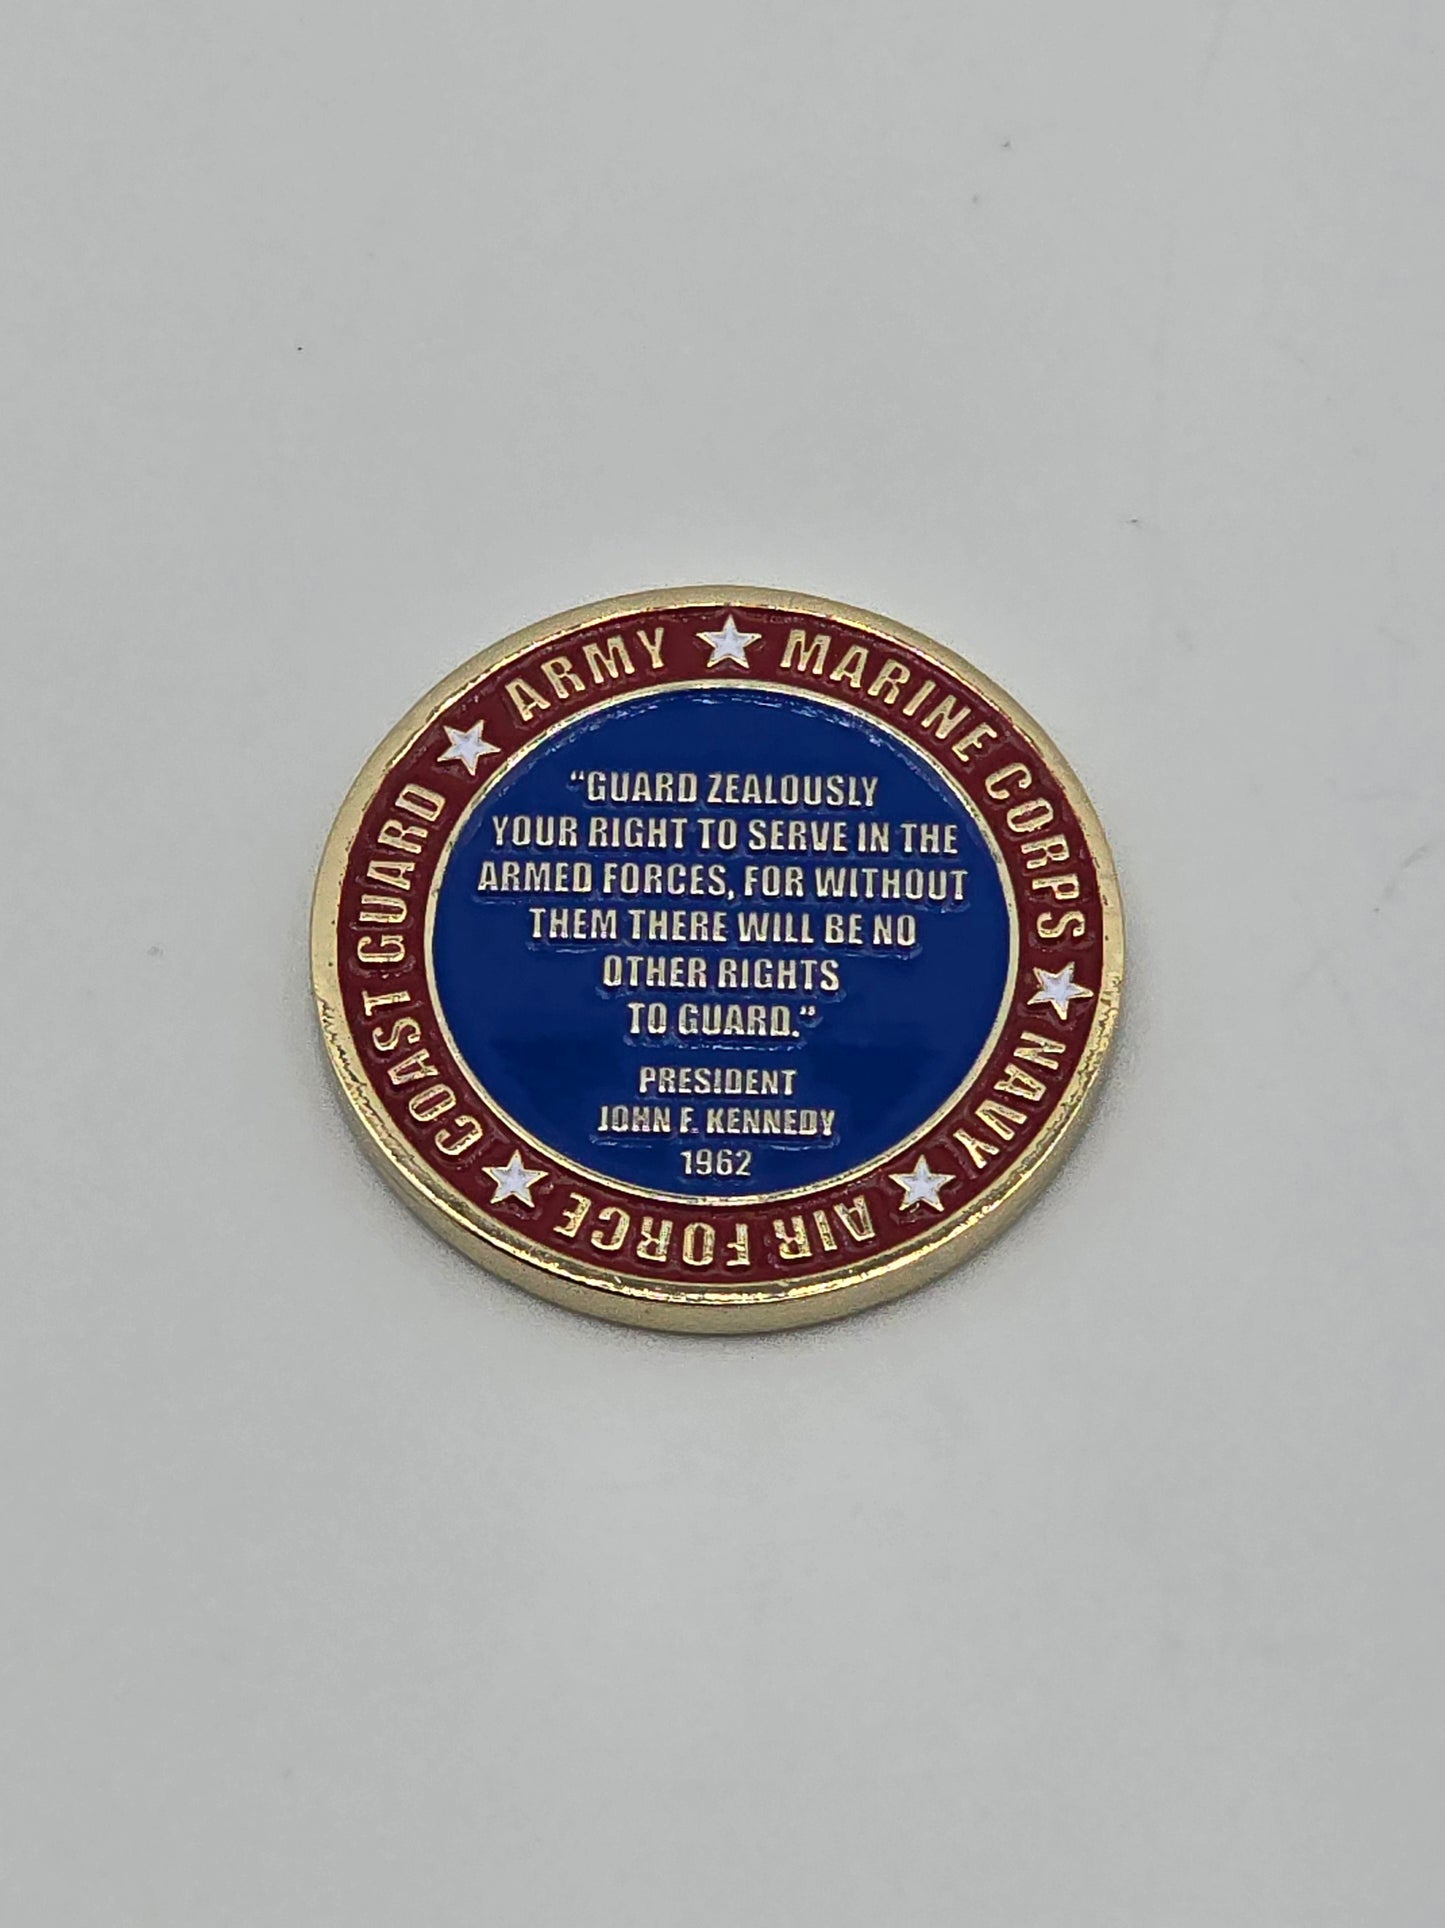 ARMY ★ MARINE CORPS ★ NAVY ★ AIR FORCE ★ COAST GUARD ★
“GUARD ZEALOUSLY
YOUR RIGHT TO SERVE IN THE
ARMED FORCES, FOR WITHOUT
THEM THERE WILL BE NO
OTHER RIGHTS
TO GUARD.”
PRESIDENT
JOHN F. KENNEDY
1962